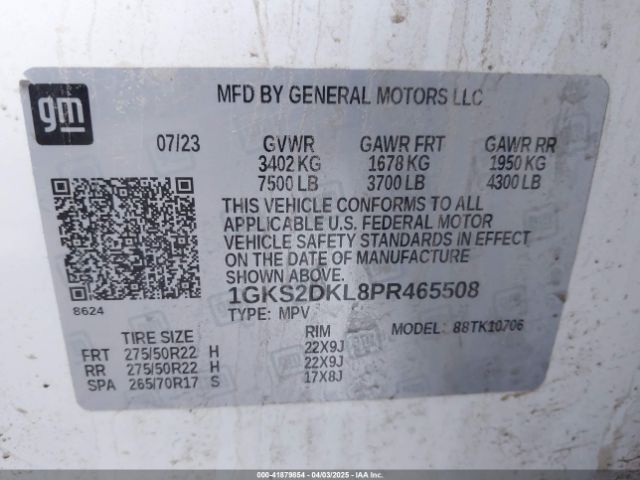 gm
MFD BY GENERAL MOTORS LLC
07/23 GVWR GAWR FRT GAWR RR
3402 KG 1678 KG 1950 KG
7500 LB 3700 LB 4300 LB
THIS VEHICLE CONFORMS TO ALL
APPLICABLE U.S. FEDERAL MOTOR
VEHICLE SAFETY STANDARDS IN EFFECT
ON THE DATE OF MANUFACTURE
SHOWN ABOVE.
1GKS2DKL8PR465508
8624 TYPE: MPV MODEL: 88TK10706
TIRE SIZE RIM
FRT 275/50R22 H 22X9J
RR 275/50R22 H 22X9J
SPA 265/70R17 S 17X8J
000-41879854 04/03/2025 IAAI.COM